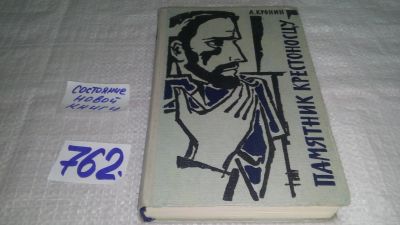 СОСТОЯНИЕ
НОВОЙ
КНИГИ
762.
А. КРОНИН
ПАМЯТНИК КРЕСТОНОСЦУ